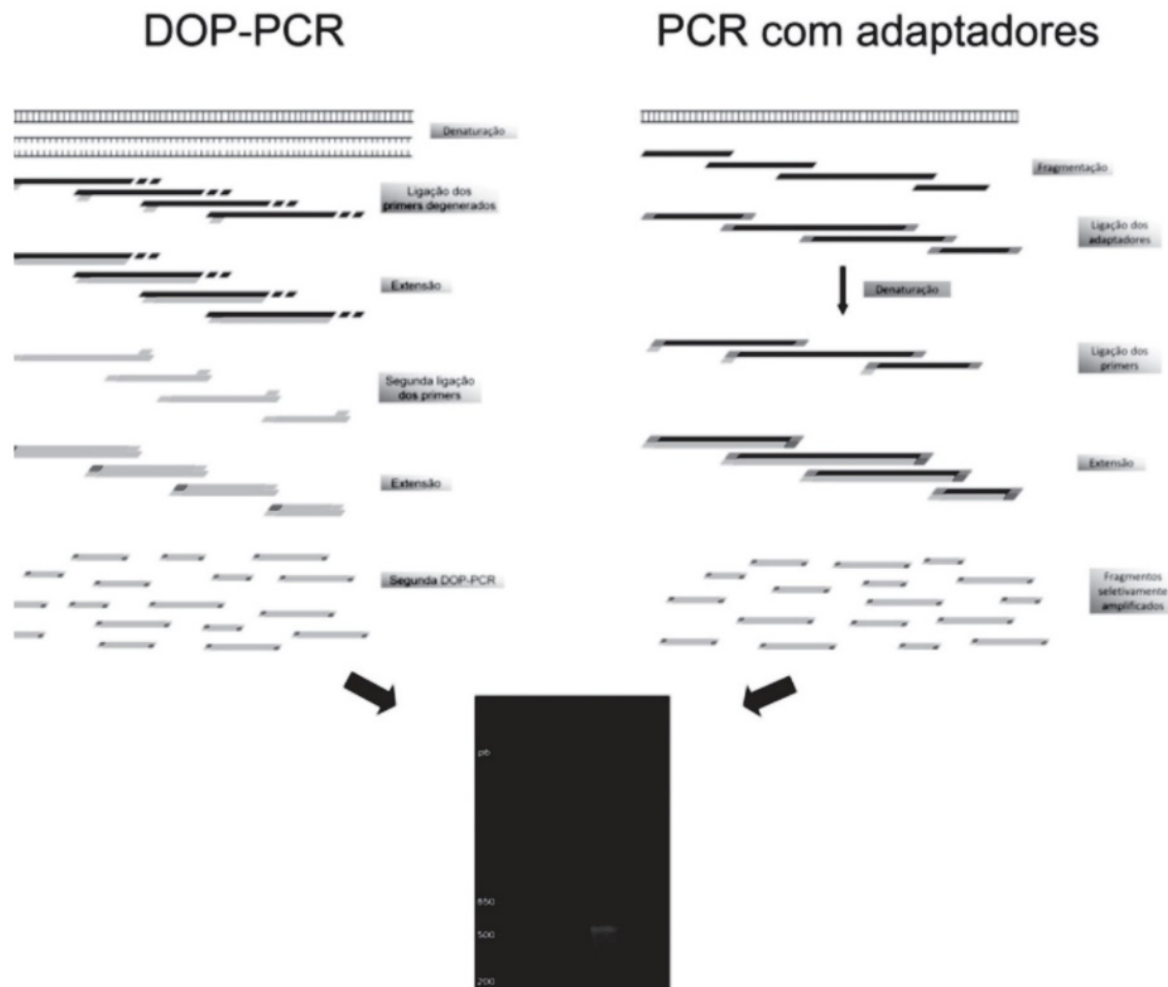 DOP-PCR
Denaturação
Ligação dos
primers degenerados
Extensão
Segunda ligação
dos primers
Extensão
Segunda DOP-PCR
PCR com adaptadores
Fragmentação
Ligação dos
adaptadores
Denaturação
Ligação dos
primers
Extensão
Fragmentos
seletivamente
amplificados
pb
650
500
200